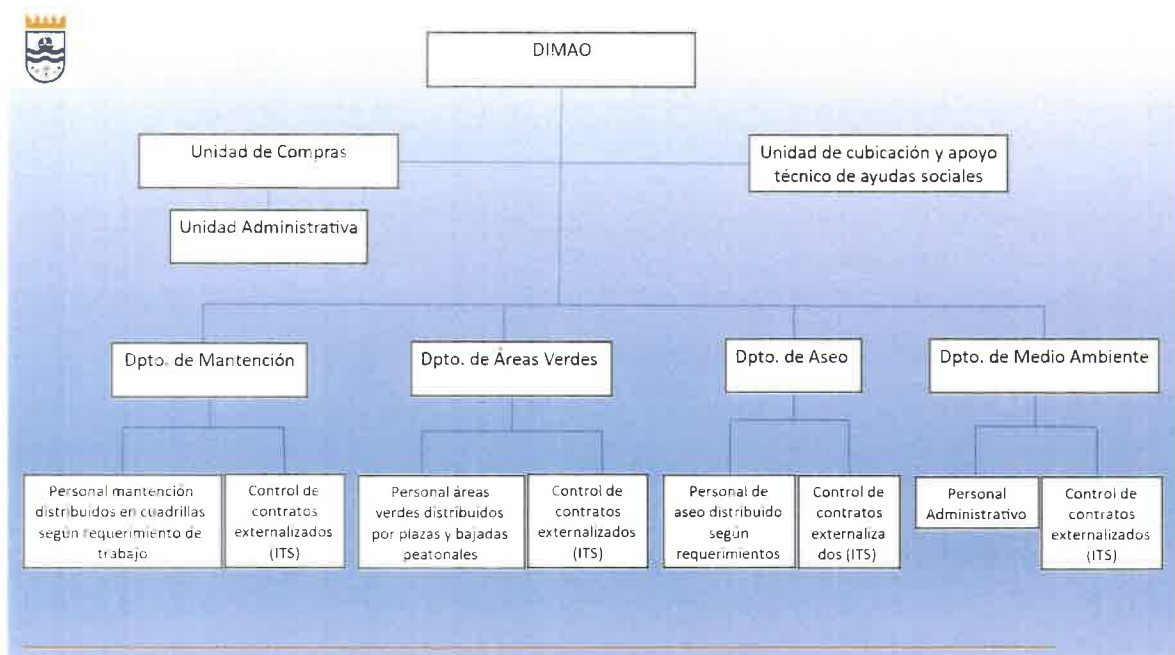 DIMAO
Unidad de Compras
Unidad de cubicación y apoyo
técnico de ayudas sociales
Unidad Administrativa
Dpto. de Mantención
Dpto. de Áreas Verdes
Dpto. de Aseo
Dpto. de Medio Ambiente
Personal mantención
distribuidos en cuadrillas
según requerimiento de
trabajo
Control de
contratos
externalizados
(ITS)
Personal áreas
verdes distribuidos
por plazas y bajadas
peatonales
Control de
contratos
externalizados
(ITS)
Personal de
aseo distribuido
según
requerimientos
Control de
contratos
externaliza
dos (ITS)
Personal
Administrativo
Control de
contratos
externalizados
(ITS)